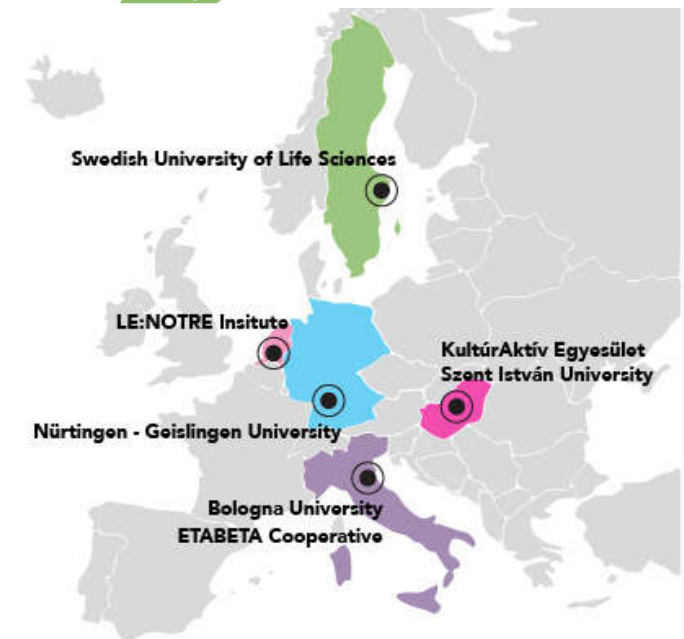 Swedish University of Life Sciences
LE:NOTRE Insitute
KultúrAktív Egyesület
Szent István University
Nürtingen - Geislingen University
Bologna University
ETABETA Cooperative